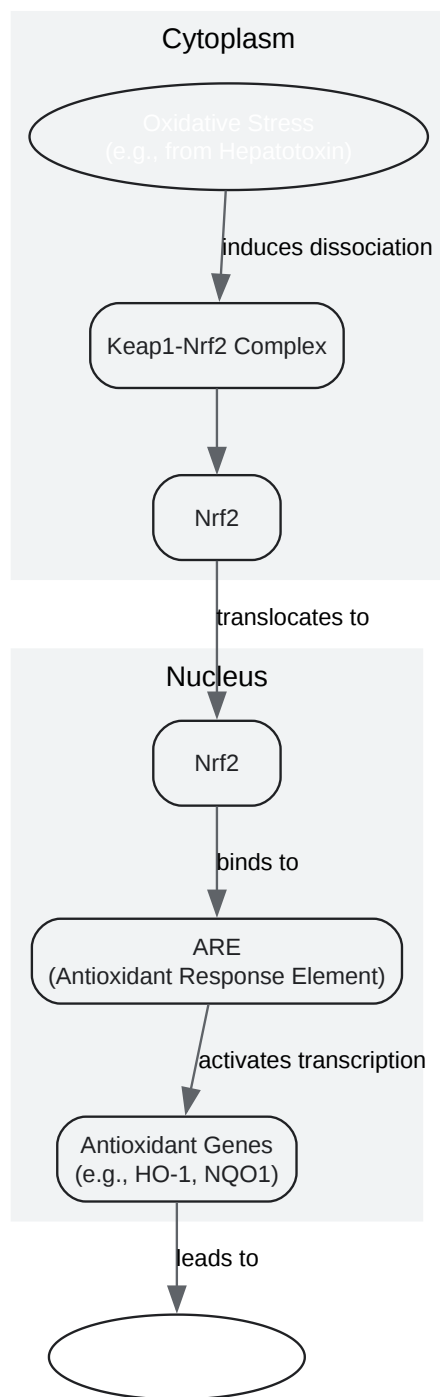 Cytoplasm
Oxidative Stress
(e.g., from Hepatotoxin)
induces dissociation
Keap1-Nrf2 Complex
Nrf2
translocates to
Nucleus
Nrf2
binds to
ARE
(Antioxidant Response Element)
activates transcription
Antioxidant Genes
(e.g., HO-1, NQO1)
leads to